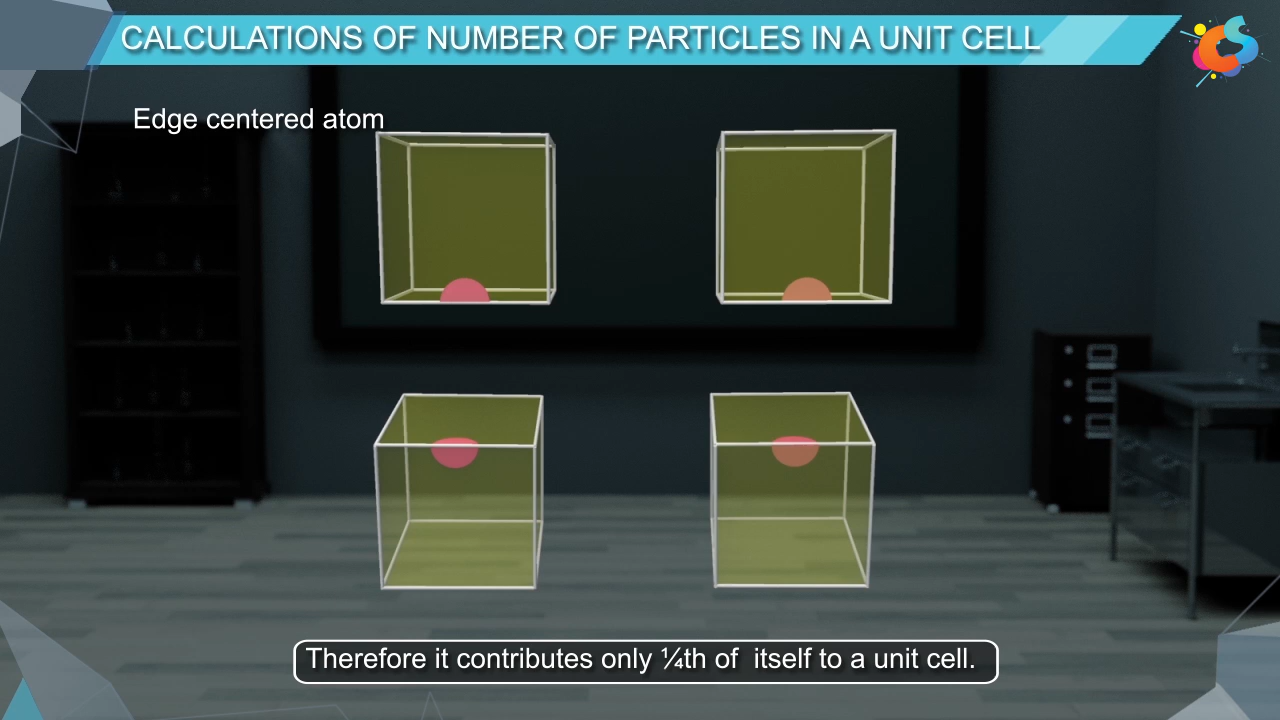 CALCULATIONS OF NUMBER OF PARTICLES IN A UNIT CELL
Edge centered atom
Therefore it contributes only ¼th of itself to a unit cell.